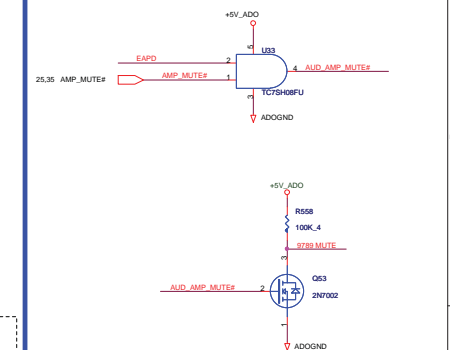 +5V_ADO
5
U33
EAPD
2
4
AUD_AMP_MUTE#
25,35
AMP_MUTE#
AMP_MUTE#
1
TC7SH08FU
3
ADOGND
+5V_ADO
R558
100K_4
9789 MUTE
3
Q53
AUD_AMP_MUTE#
2
2N7002
1
ADOGND